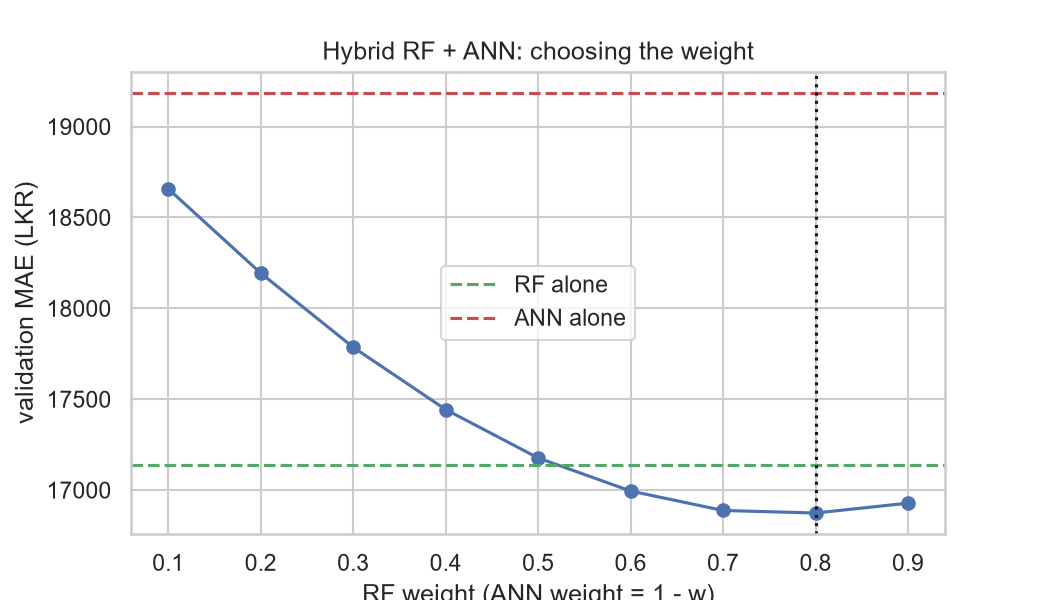 Hybrid RF + ANN: choosing the weight
validation MAE (LKR)
19000
18500
18000
17500
17000
RF alone
ANN alone
0.1 0.2 0.3 0.4 0.5 0.6 0.7 0.8 0.9
RF weight (ANN weight = 1 - w)